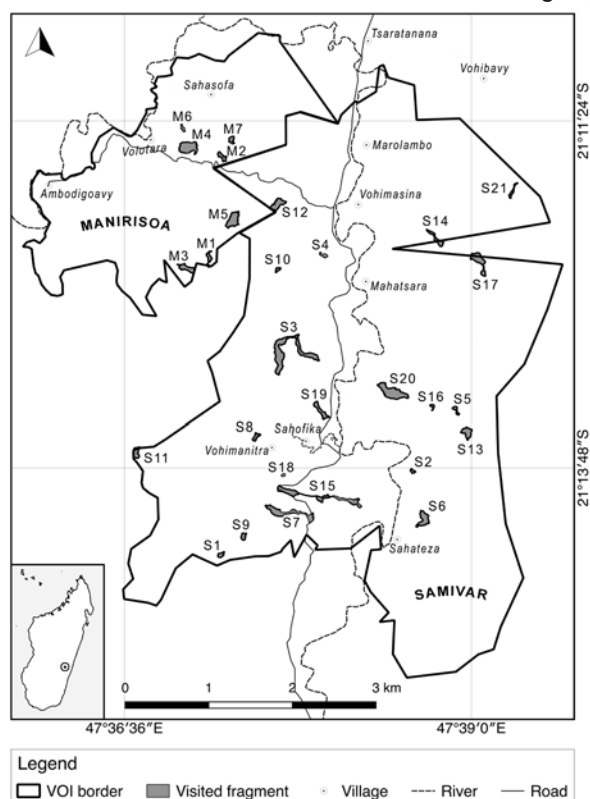 Tsaratanana
Vohibavy
Sahasofa
M6
M7
M4
M2
Volotara
Marolambo
21°11′24″S
Ambodigoavy
Vohimasina
S21
MANIRISOA
M5
S12
S14
M1
M3
S10
S4
S17
Mahatsara
S3
S20
S19
S16
S5
S8
Sahofika
S13
Vohimanitra
S11
S18
S2
21°13′48″S
S15
S7
S6
S9
S1
Sahateza
SAMIVAR
0 1 2 3 km
47°36′36″E 47°39′0″E
Legend
VOI border Visited fragment Village River Road